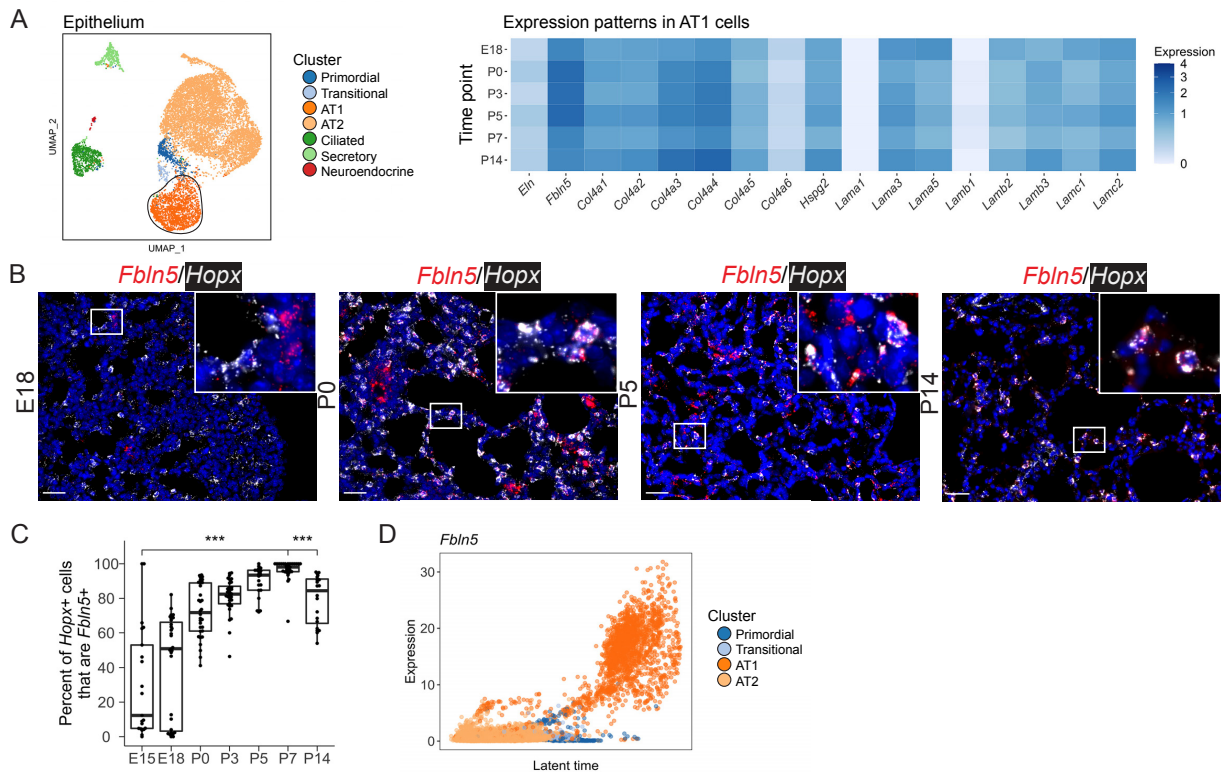 A
Epithelium
UMAP_2
UMAP_1
Cluster
Primordial
Transitional
AT1
AT2
Ciliated
Secretory
Neuroendocrine
Expression patterns in AT1 cells
Time point
E18
P0
P3
P5
P7
P14
Eln
Fbln5
Col4a1
Col4a2
Col4a3
Col4a4
Col4a5
Col4a6
Hspg2
Lama1
Lama3
Lama5
Lamb1
Lamb2
Lamb3
Lamc1
Lamc2
Expression
4
3
1
0
B
Fbln5/Hopx
Fbln5/Hopx
Fbln5/Hopx
Fbln5/Hopx
E18
P0
P5
P14
C
Percent of Hopx+ cells
that are Fbln5+
100
80
60
40
20
0
*** ***
E15 E18 P0 P3 P5 P7 P14
D
Fbln5
Expression
30
20
10
0
Latent time
Cluster
Primordial
Transitional
AT1
AT2